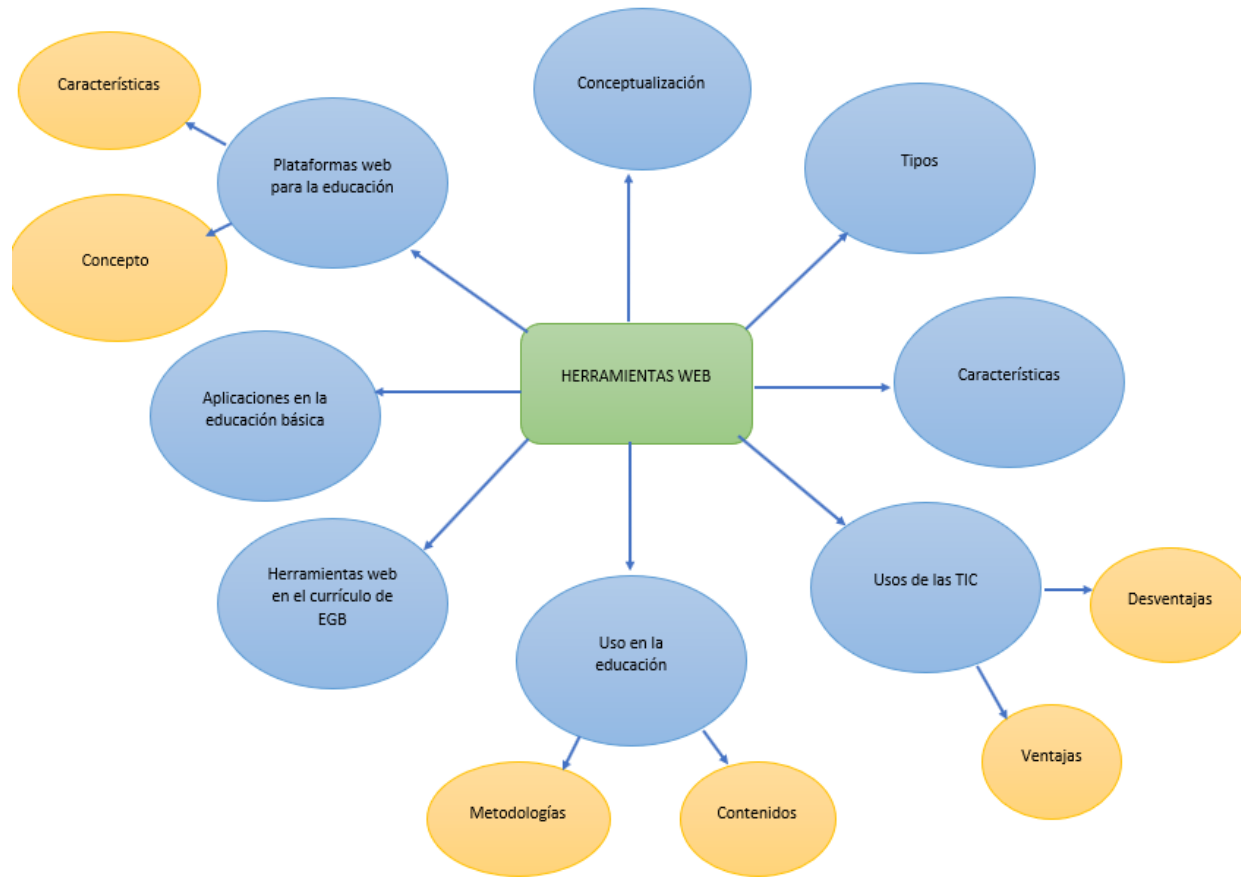 Características
Conceptualización
Plataformas web
para la educación
Tipos
Concepto
HERRAMIENTAS WEB
Características
Aplicaciones en la
educación básica
Herramientas web
en el currículo de
EGB
Usos de las TIC
Desventajas
Uso en la
educación
Ventajas
Metodologías
Contenidos